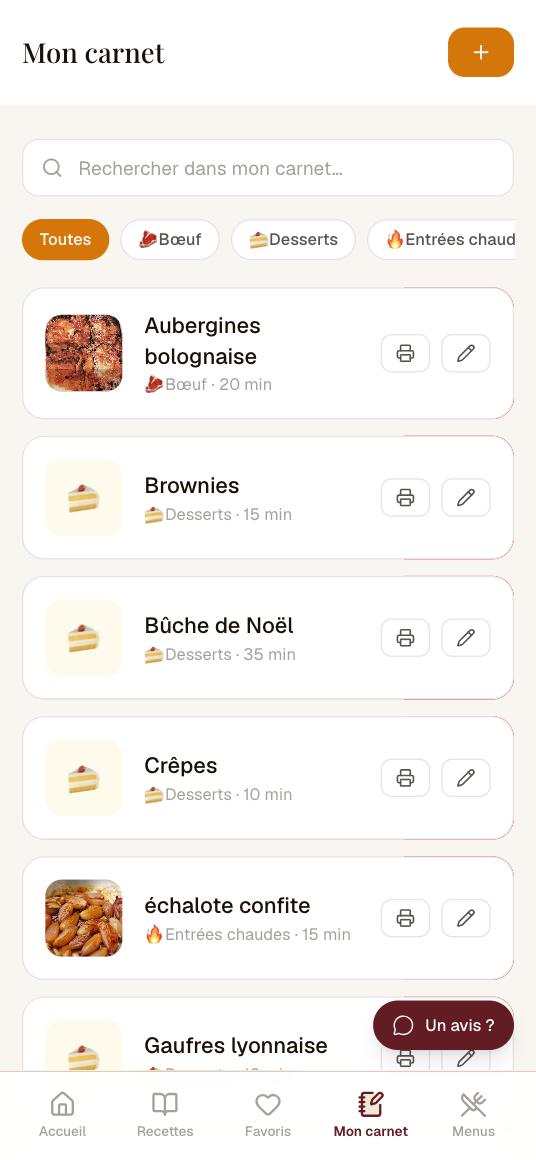 Mon carnet
Rechercher dans mon carnet...
Toutes
Bœuf
Desserts
Entrées chaud
Aubergines
bolognaise
Bœuf · 20 min
Brownies
Desserts · 15 min
Bûche de Noël
Desserts · 35 min
Crêpes
Desserts · 10 min
échalote confite
Entrées chaudes · 15 min
Gaufres lyonnaise
Un avis ?
Accueil
Recettes
Favoris
Mon carnet
Menus